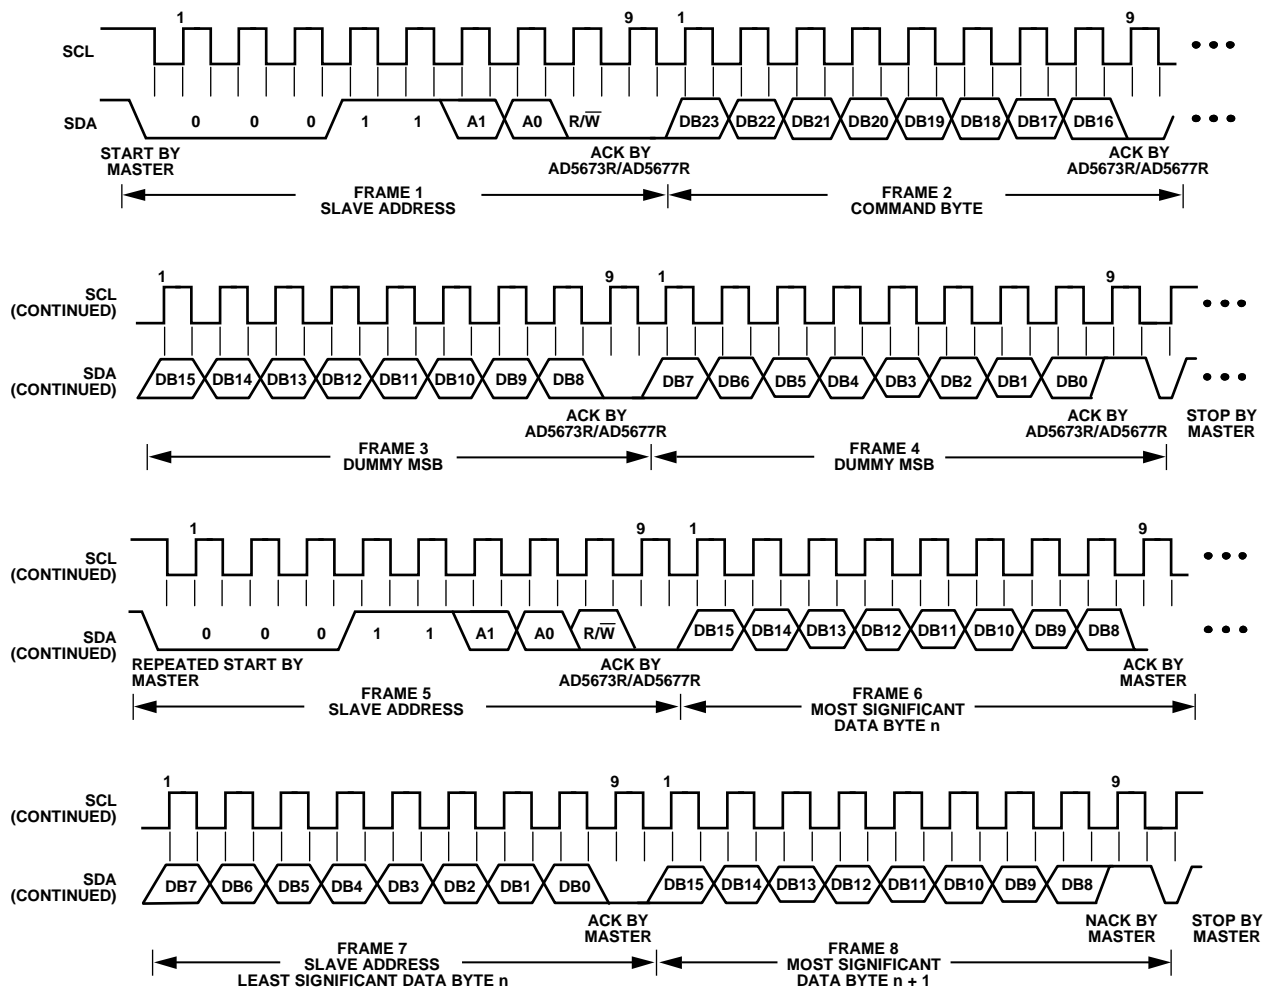 1 9 1 9
SCL
SDA 0 0 0 1 1 A1 A0 R/W̅ DB23 DB22 DB21 DB20 DB19 DB18 DB17 DB16
START BY
MASTER
ACK BY
AD5673R/AD5677R
ACK BY
AD5673R/AD5677R
FRAME 1
SLAVE ADDRESS
FRAME 2
COMMAND BYTE
1 9 1 9
SCL
(CONTINUED)
SDA
(CONTINUED)
DB15 DB14 DB13 DB12 DB11 DB10 DB9 DB8 DB7 DB6 DB5 DB4 DB3 DB2 DB1 DB0
ACK BY
AD5673R/AD5677R
ACK BY
AD5673R/AD5677R
STOP BY
MASTER
FRAME 3
DUMMY MSB
FRAME 4
DUMMY MSB
1 9 1 9
SCL
(CONTINUED)
SDA
(CONTINUED)
0 0 0 1 1 A1 A0 R/W̅ DB15 DB14 DB13 DB12 DB11 DB10 DB9 DB8
REPEATED START BY
MASTER
ACK BY
AD5673R/AD5677R
ACK BY
MASTER
FRAME 5
SLAVE ADDRESS
FRAME 6
MOST SIGNIFICANT
DATA BYTE n
1 9 1 9
SCL
(CONTINUED)
SDA
(CONTINUED)
DB7 DB6 DB5 DB4 DB3 DB2 DB1 DB0 DB15 DB14 DB13 DB12 DB11 DB10 DB9 DB8
ACK BY
MASTER
NACK BY
MASTER
STOP BY
MASTER
FRAME 7
SLAVE ADDRESS
LEAST SIGNIFICANT DATA BYTE n
FRAME 8
MOST SIGNIFICANT
DATA BYTE n + 1